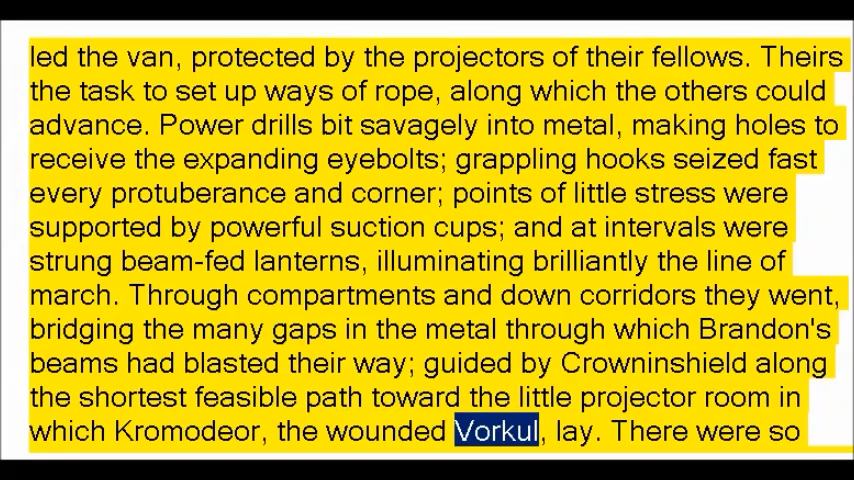 led the van, protected by the projectors of their fellows. Theirs
the task to set up ways of rope, along which the others could
advance. Power drills bit savagely into metal, making holes to
receive the expanding eyebolts; grappling hooks seized fast
every protuberance and corner; points of little stress were
supported by powerful suction cups; and at intervals were
strung beam-fed lanterns, illuminating brilliantly the line of
march. Through compartments and down corridors they went,
bridging the many gaps in the metal through which Brandon's
beams had blasted their way; guided by Crowninshield along
the shortest feasible path toward the little projector room in
which Kromodeor, the wounded Vorkul, lay. There were so